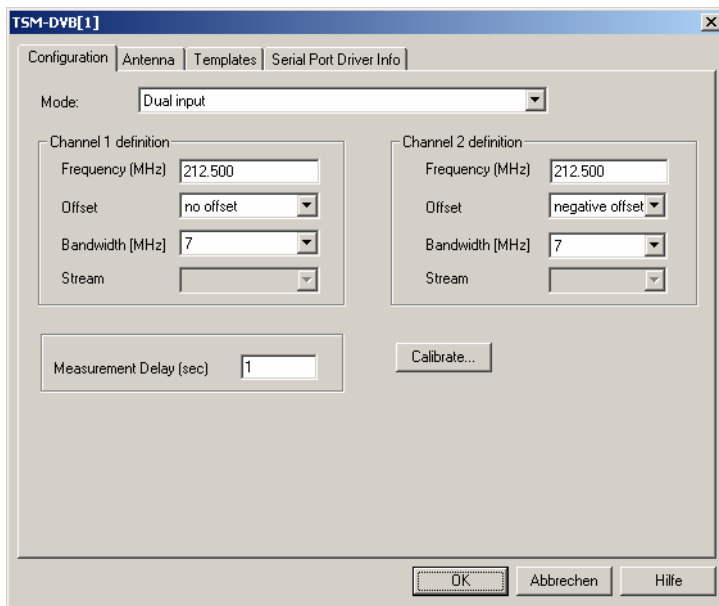 TSM-DVB[1]
Configuration Antenna Templates Serial Port Driver Info
Mode: Dual input
Channel 1 definition
Frequency (MHz) 212.500
Offset no offset
Bandwidth [MHz] 7
Stream
Channel 2 definition
Frequency (MHz) 212.500
Offset negative offset
Bandwidth [MHz] 7
Stream
Measurement Delay (sec) 1
Calibrate...
OK Abbrechen Hilfe